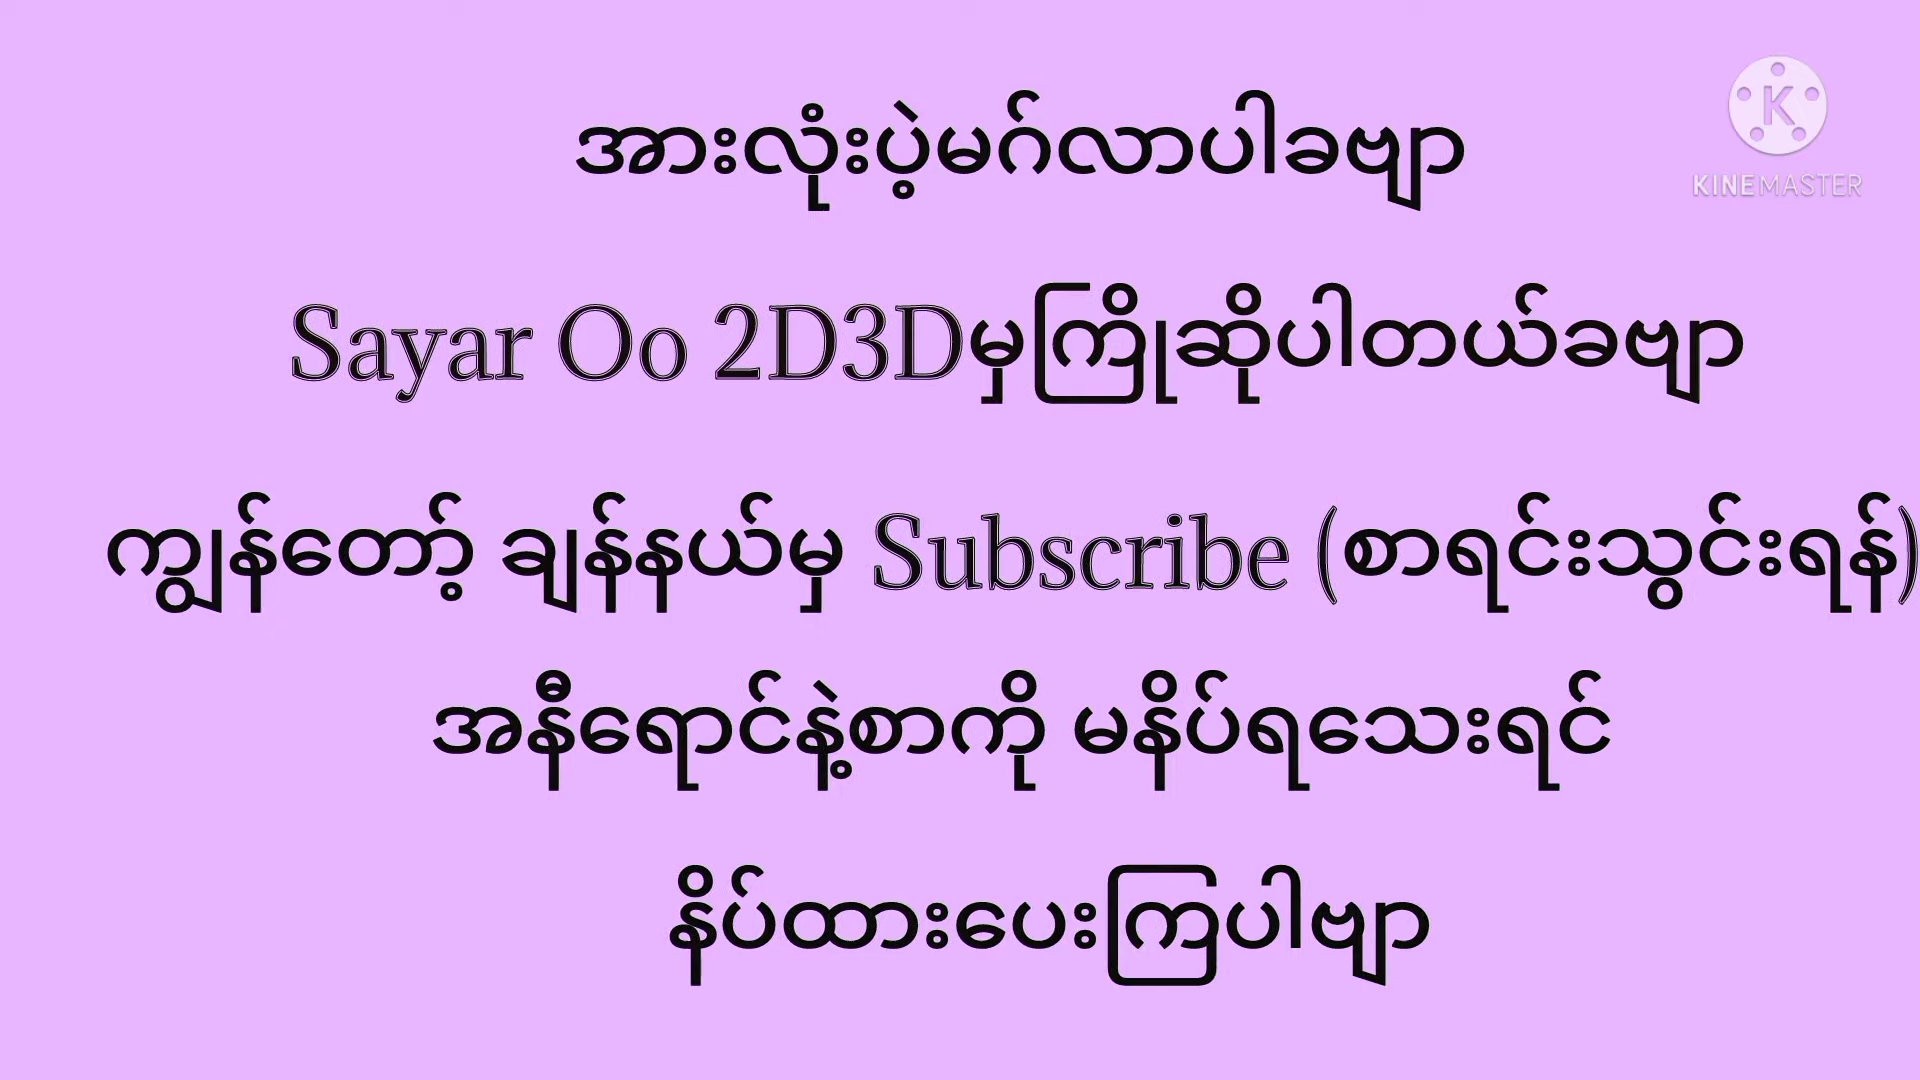 အားလုံးပဲ့မဂ်လာပါခဗျာ
KINEMASTER
Sayar Oo 2D3Dမှကြိုဆိုပါတယ်ခဗျာ
ကျွန်တော့် ချန်နယ်မှ Subscribe (စာရင်းသွင်းရန်)
အနီရောင်နဲ့စာကို မနိပ်ရသေးရင်
နိပ်ထားပေးကြပါဗျာ